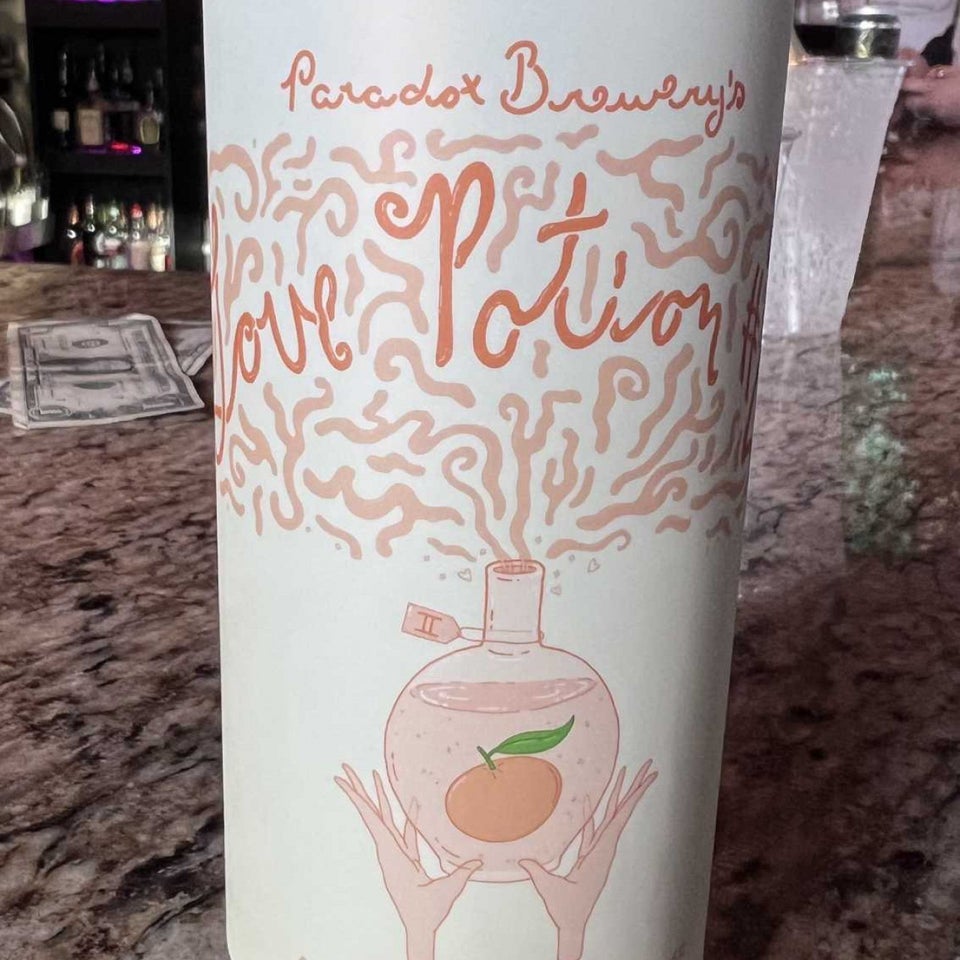 Paradox Brewery's
Love Potion #
II